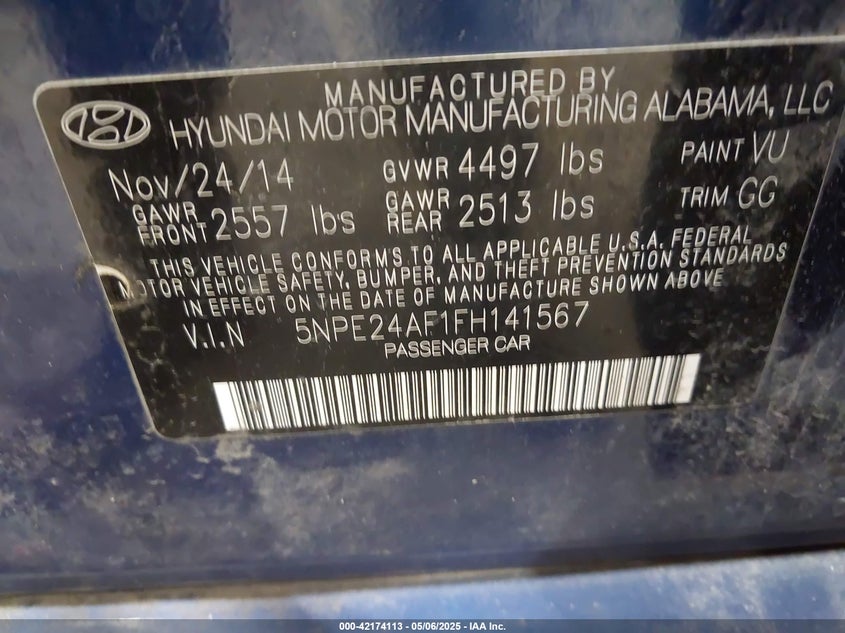 MANUFACTURED BY
HYUNDAI MOTOR MANUFACTURING ALABAMA, LLC
Nov/24/14 GVWR 4497 lbs PAINT VU
GAWR FRONT 2557 lbs GAWR REAR 2513 lbs TRIM GG
THIS VEHICLE CONFORMS TO ALL APPLICABLE U.S.A. FEDERAL
OTOR VEHICLE SAFETY, BUMPER, AND THEFT PREVENTION STANDARDS
IN EFFECT ON THE DATE OF MANUFACTURE SHOWN ABOVE
V.I.N 5NPE24AF1FH141567
PASSENGER CAR
000-42174113 - 05/06/2025 - IAA Inc.